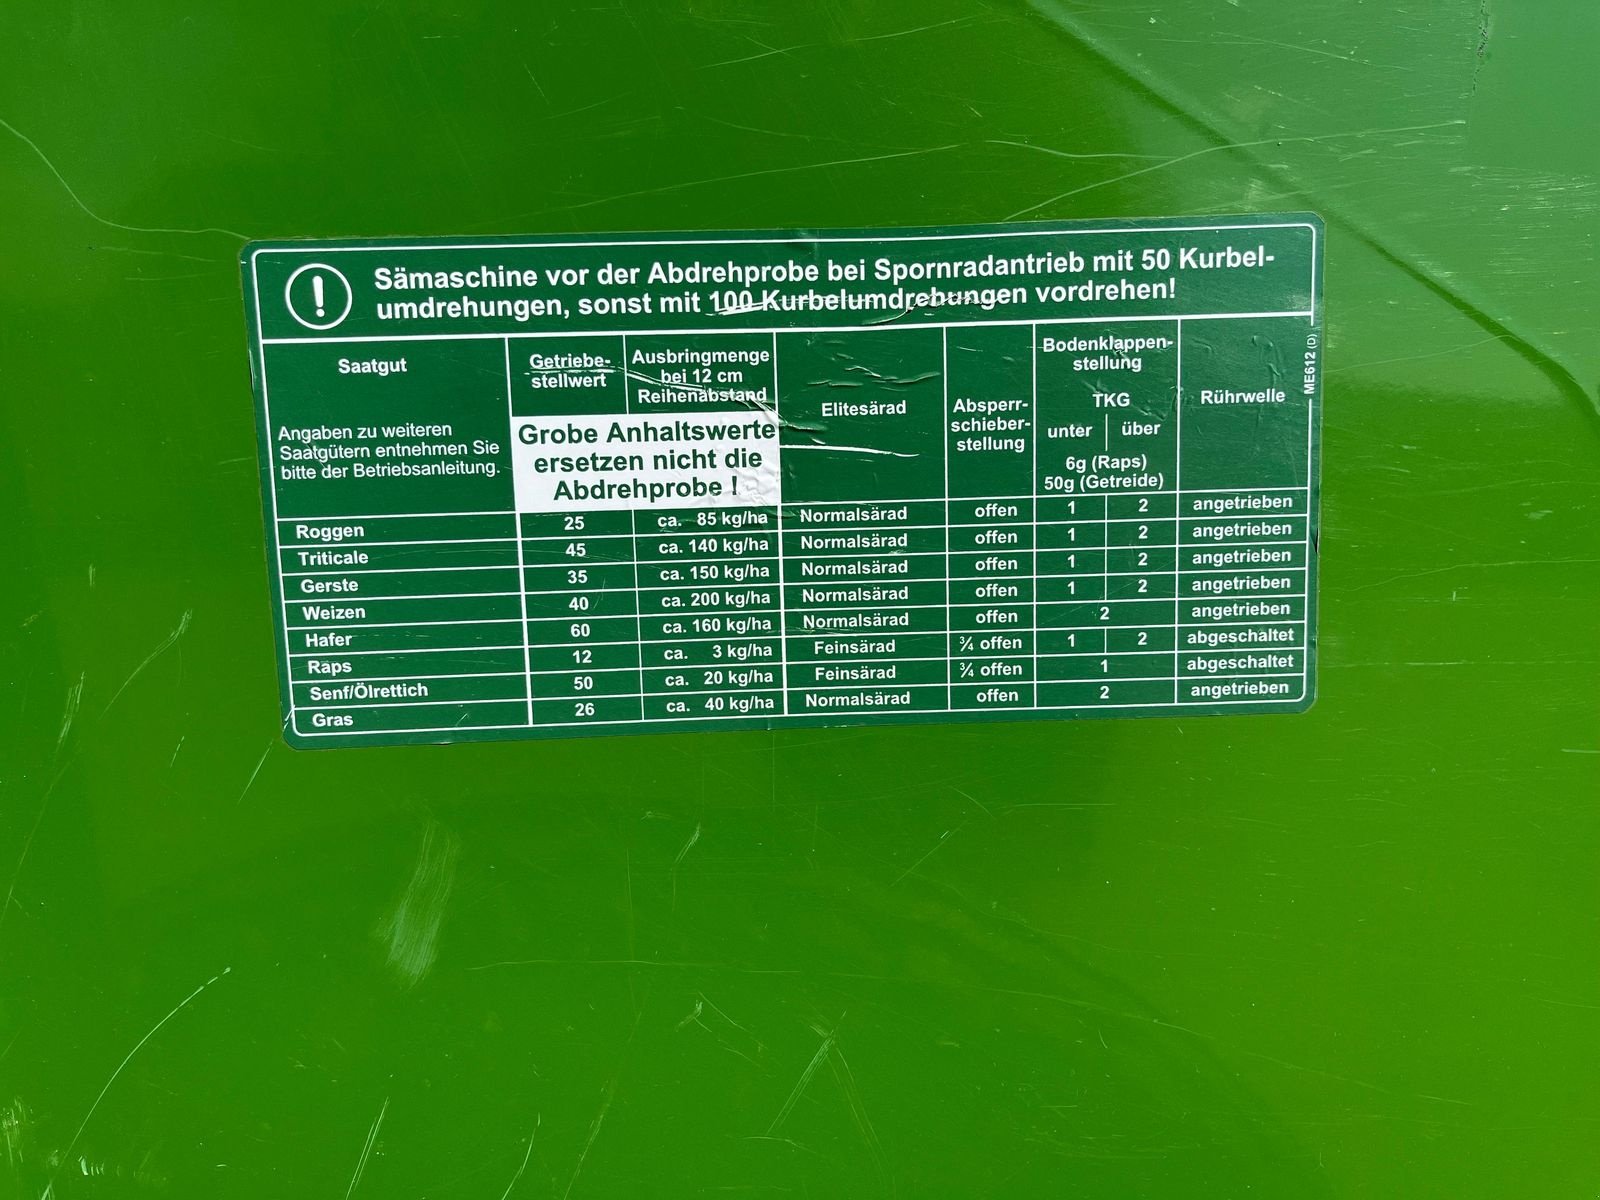 ! Sämaschine vor der Abdrehprobe bei Spornradantrieb mit 50 Kurbel-
umdrehungen, sonst mit 100 Kurbelumdrehungen vordrehen!
Saatgut
Angaben zu weiteren
Saatgütern entnehmen Sie
bitte der Betriebsanleitung.
Getriebe-
stellwert
Ausbringmenge
bei 12 cm
Reihenabstand
Grobe Anhaltswerte
ersetzen nicht die
Abdrehprobe !
Elitesärad
Absperr-
schieber-
stellung
Bodenklappen-
stellung
TKG
unter über
6g (Raps)
50g (Getreide)
Rührwelle
ME612 (D)
Roggen 25 ca. 85 kg/ha Normalsärad offen 1 2 angetrieben
Triticale 45 ca. 140 kg/ha Normalsärad offen 1 2 angetrieben
Gerste 35 ca. 150 kg/ha Normalsärad offen 1 2 angetrieben
Weizen 40 ca. 200 kg/ha Normalsärad offen 1 2 angetrieben
Hafer 60 ca. 160 kg/ha Normalsärad offen 2 angetrieben
Raps 12 ca. 3 kg/ha Feinsärad ¾ offen 1 2 abgeschaltet
Senf/Ölrettich 50 ca. 20 kg/ha Feinsärad ¾ offen 1 abgeschaltet
Gras 26 ca. 40 kg/ha Normalsärad offen 2 angetrieben